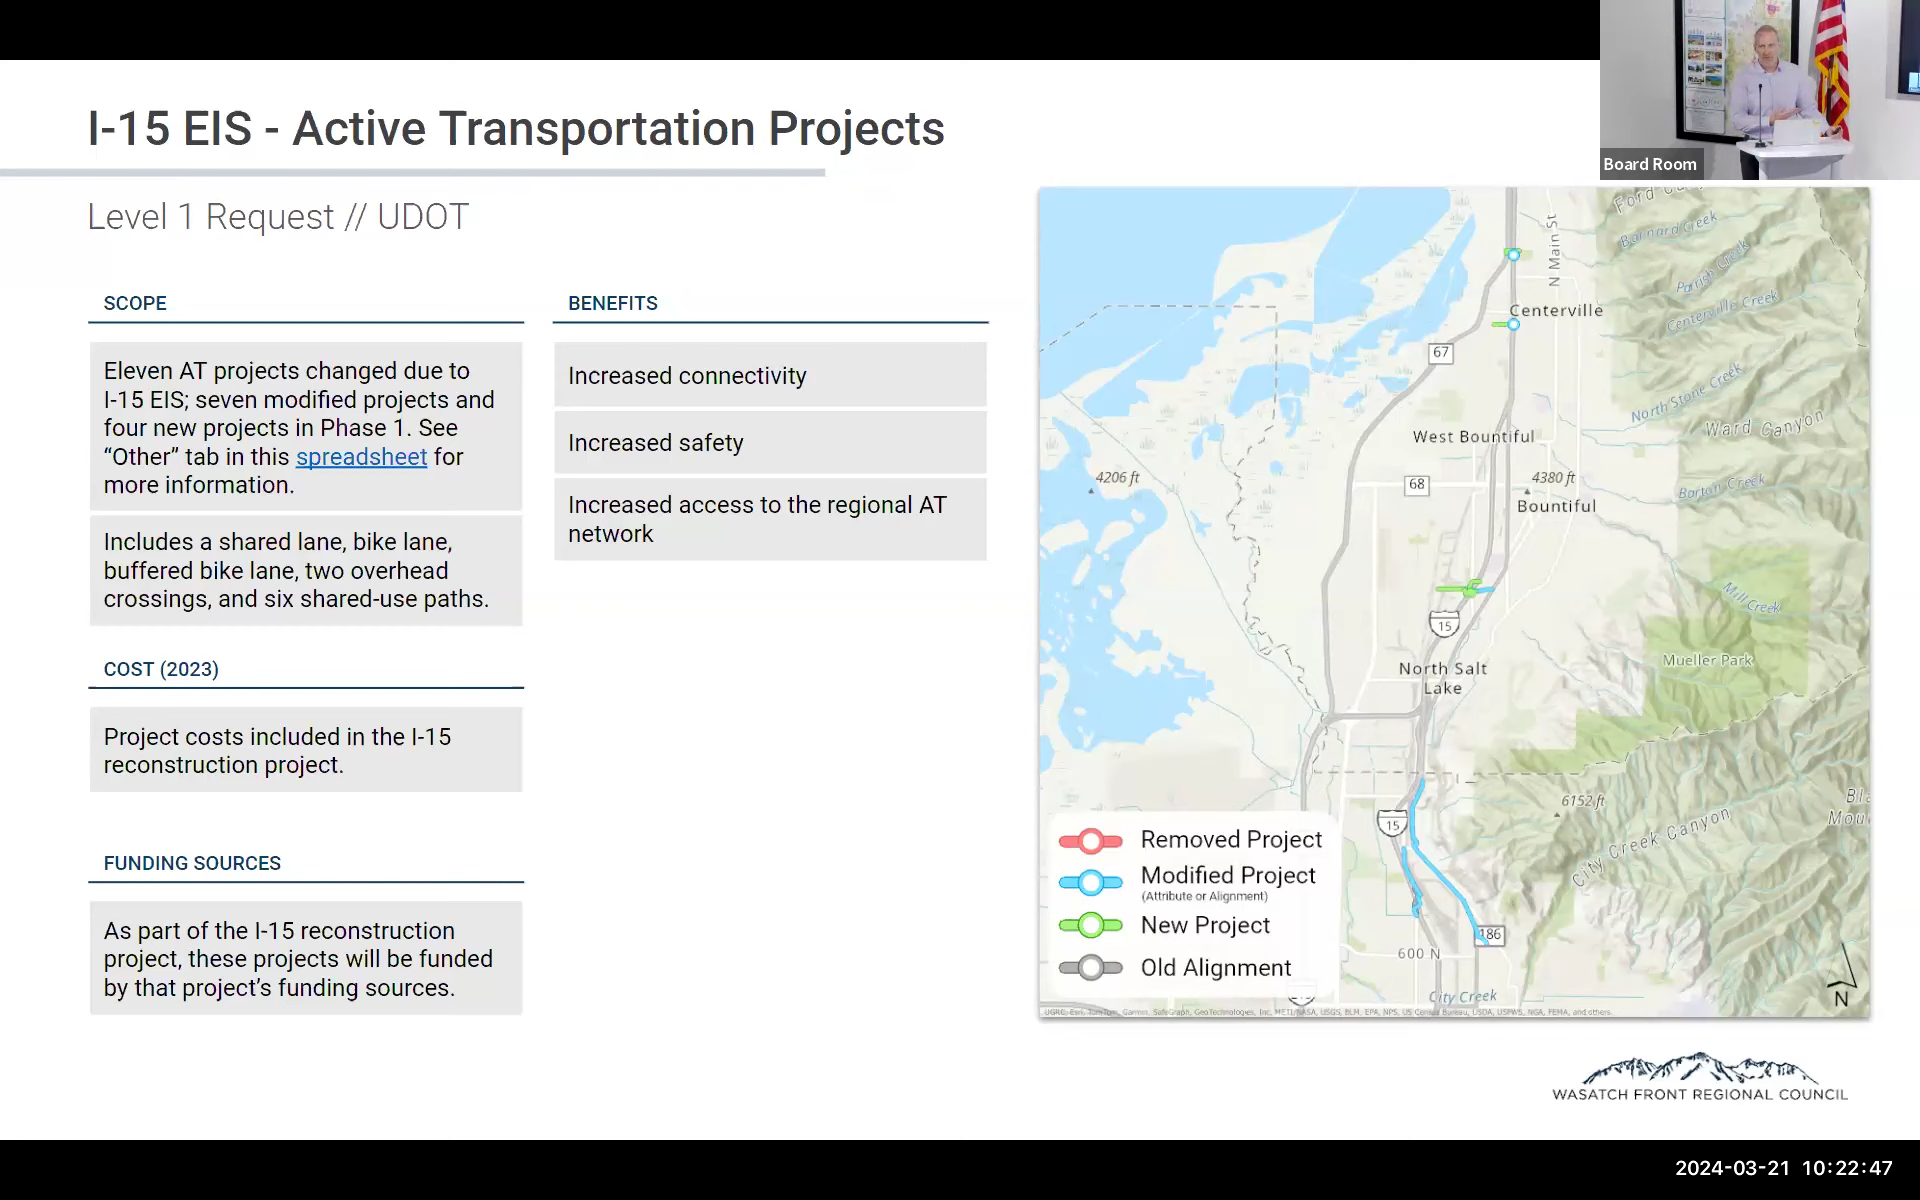 I-15 EIS - Active Transportation Projects
Level 1 Request // UDOT
SCOPE
Eleven AT projects changed due to
I-15 EIS; seven modified projects and
four new projects in Phase 1. See
“Other” tab in this spreadsheet for
more information.
Includes a shared lane, bike lane,
buffered bike lane, two overhead
crossings, and six shared-use paths.
COST (2023)
Project costs included in the I-15
reconstruction project.
FUNDING SOURCES
As part of the I-15 reconstruction
project, these projects will be funded
by that project’s funding sources.
BENEFITS
Increased connectivity
Increased safety
Increased access to the regional AT
network
Board Room
N Main St
Barnard Creek
Parrish Creek
Centerville Creek
Centerville
67
North Stone Creek
Ward Canyon
West Bountiful
4206 ft
68
4380 ft
Barton Creek
Bountiful
Mill Creek
15
North Salt
Lake
Mueller Park
6152 ft
15
City Creek Canyon
186
600 N
City Creek
Removed Project
Modified Project
(Attribute or Alignment)
New Project
Old Alignment
N
WASATCH FRONT REGIONAL COUNCIL
2024-03-21 10:22:47